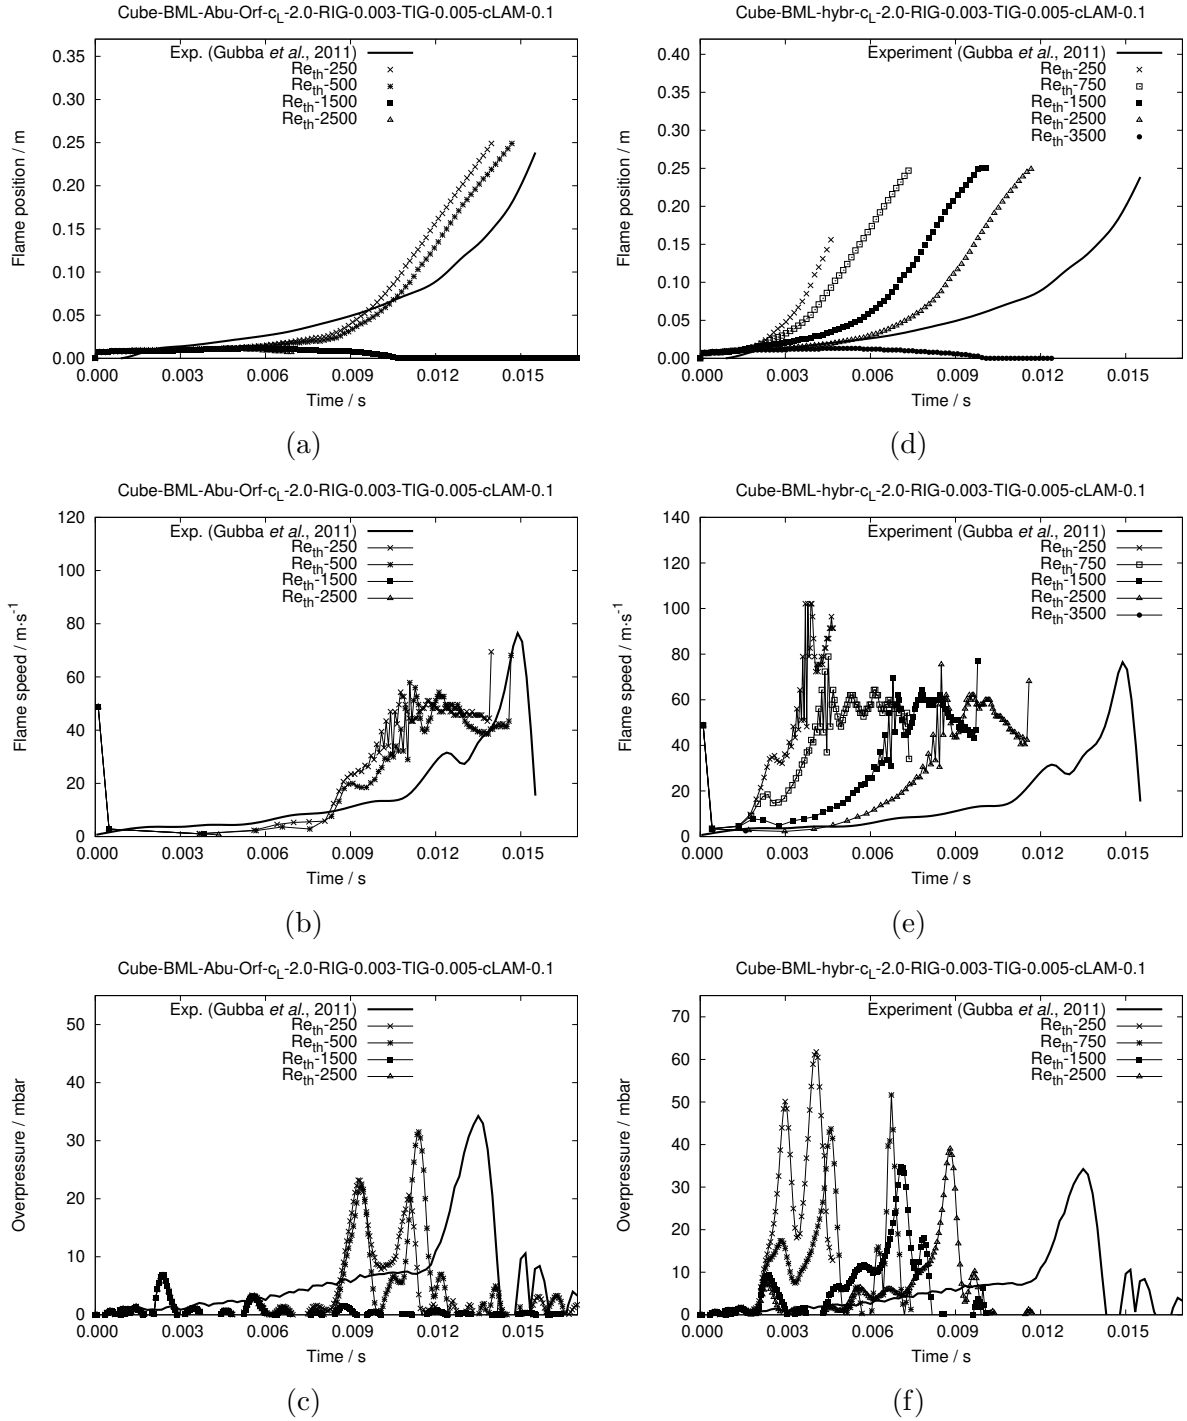 Cube-BML-Abu-Orf-cL-2.0-RIG-0.003-TIG-0.005-cLAM-0.1
Exp. (Gubba et al., 2011)
Reth-250
Reth-500
Reth-1500
Reth-2500
Flame position / m
0.35
0.30
0.25
0.20
0.15
0.10
0.05
0.00
0.000 0.003 0.006 0.009 0.012 0.015
Time / s
(a)
Cube-BML-hybr-cL-2.0-RIG-0.003-TIG-0.005-cLAM-0.1
Experiment (Gubba et al., 2011)
Reth-250
Reth-750
Reth-1500
Reth-2500
Reth-3500
Flame position / m
0.40
0.35
0.30
0.25
0.20
0.15
0.10
0.05
0.00
0.000 0.003 0.006 0.009 0.012 0.015
Time / s
(d)
Cube-BML-Abu-Orf-cL-2.0-RIG-0.003-TIG-0.005-cLAM-0.1
Exp. (Gubba et al., 2011)
Reth-250
Reth-500
Reth-1500
Reth-2500
Flame speed / m·s-1
120
100
80
60
40
20
0
0.000 0.003 0.006 0.009 0.012 0.015
Time / s
(b)
Cube-BML-hybr-cL-2.0-RIG-0.003-TIG-0.005-cLAM-0.1
Experiment (Gubba et al., 2011)
Reth-250
Reth-750
Reth-1500
Reth-2500
Reth-3500
Flame speed / m·s-1
140
120
100
80
60
40
20
0
0.000 0.003 0.006 0.009 0.012 0.015
Time / s
(e)
Cube-BML-Abu-Orf-cL-2.0-RIG-0.003-TIG-0.005-cLAM-0.1
Exp. (Gubba et al., 2011)
Reth-250
Reth-500
Reth-1500
Reth-2500
Overpressure / mbar
50
40
30
20
10
0
0.000 0.003 0.006 0.009 0.012 0.015
Time / s
(c)
Cube-BML-hybr-cL-2.0-RIG-0.003-TIG-0.005-cLAM-0.1
Experiment (Gubba et al., 2011)
Reth-250
Reth-750
Reth-1500
Reth-2500
Overpressure / mbar
70
60
50
40
30
20
10
0
0.000 0.003 0.006 0.009 0.012 0.015
Time / s
(f)